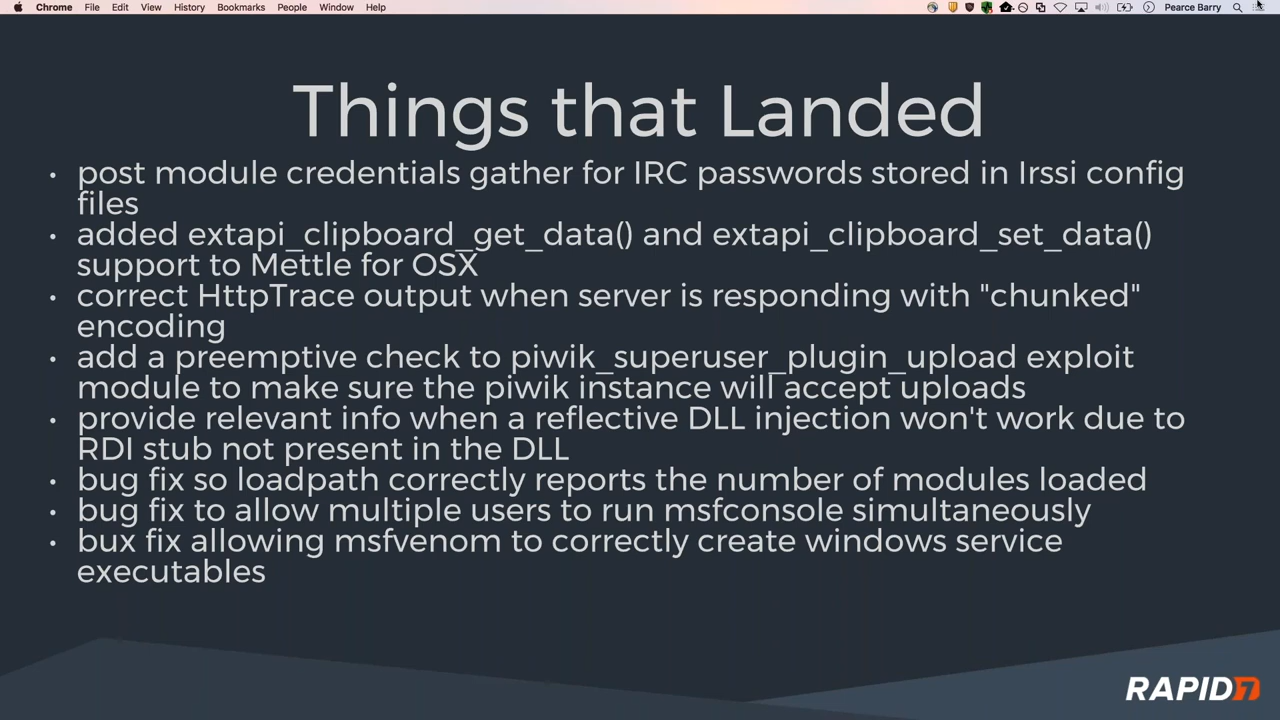 Chrome File Edit View History Bookmarks People Window Help Pearce Barry
Things that Landed
• post module credentials gather for IRC passwords stored in Irssi config
files
• added extapi_clipboard_get_data() and extapi_clipboard_set_data()
support to Mettle for OSX
• correct HttpTrace output when server is responding with "chunked"
encoding
• add a preemptive check to piwik_superuser_plugin_upload exploit
module to make sure the piwik instance will accept uploads
• provide relevant info when a reflective DLL injection won't work due to
RDI stub not present in the DLL
• bug fix so loadpath correctly reports the number of modules loaded
• bug fix to allow multiple users to run msfconsole simultaneously
• bux fix allowing msfvenom to correctly create windows service
executables
RAPID7